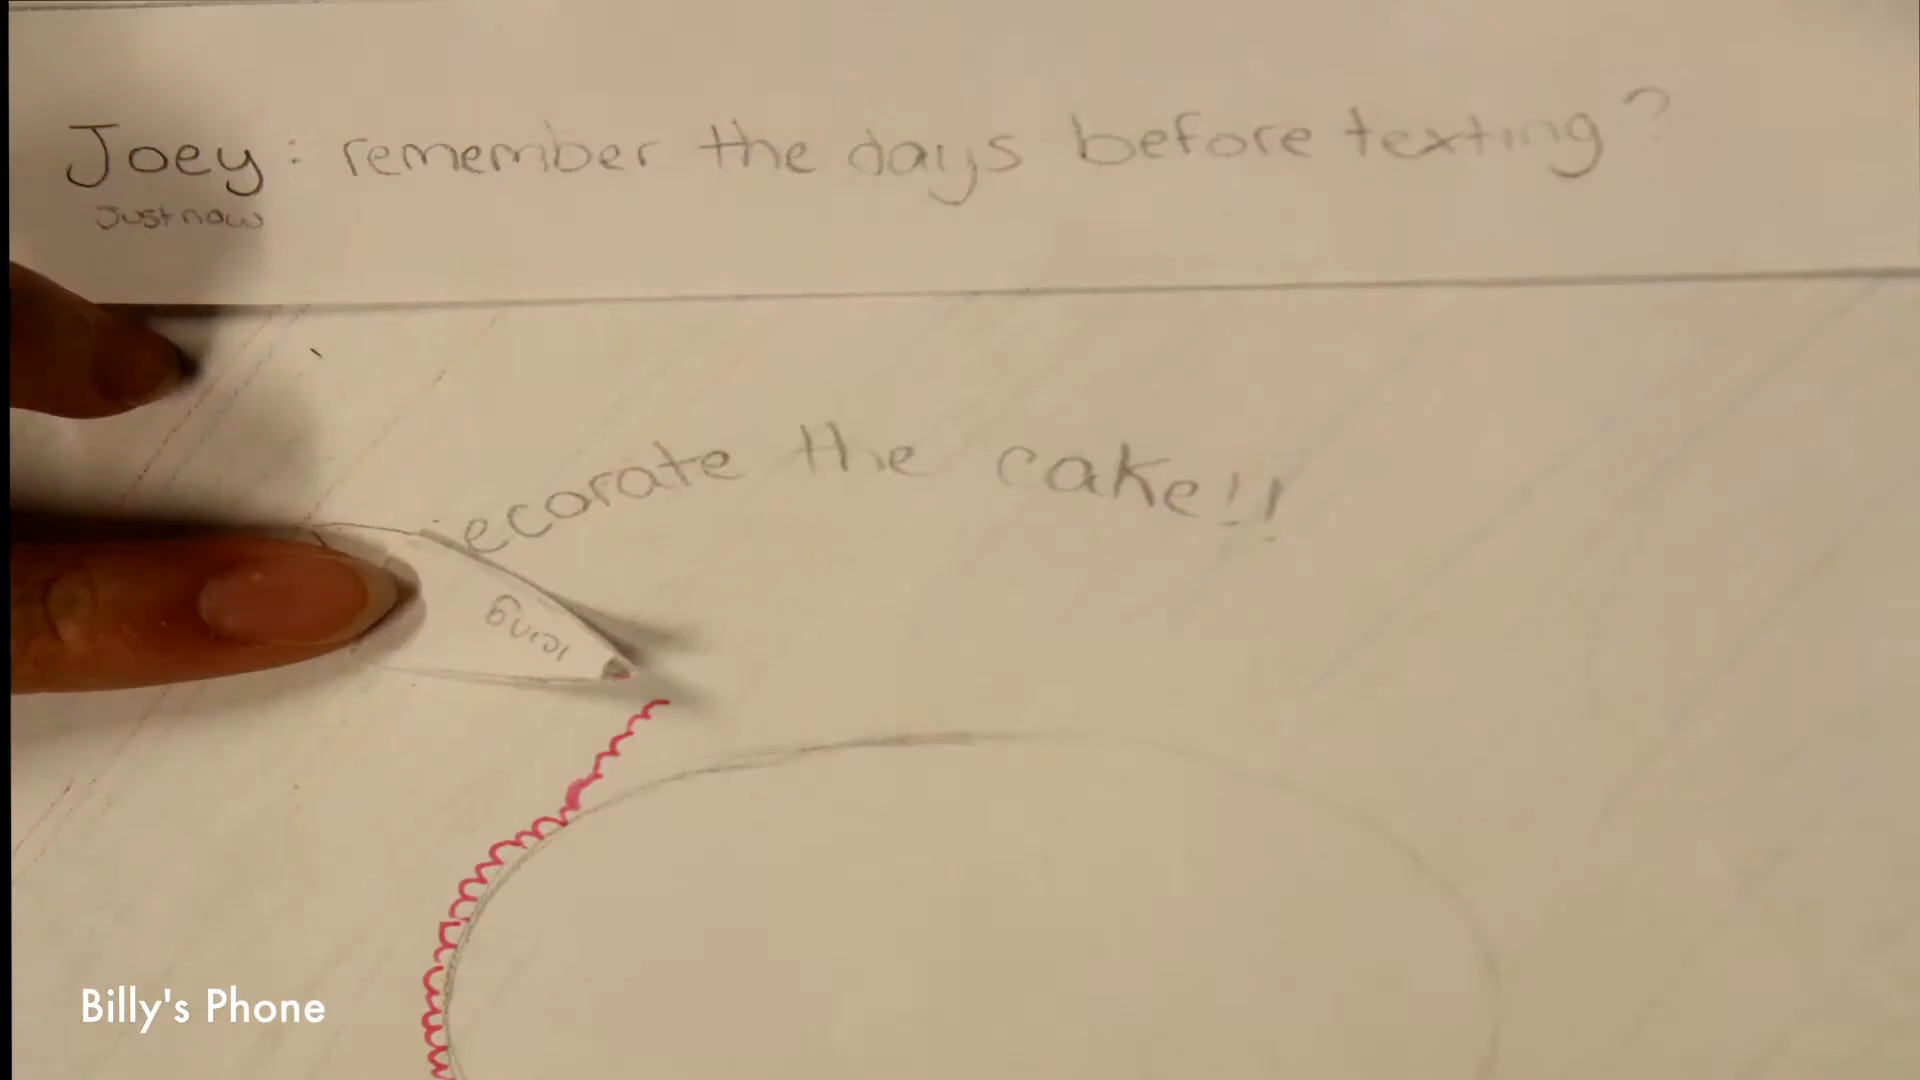 Joey: remember the days before texting?
Just now
ecorate the cake!!
icing
Billy's Phone